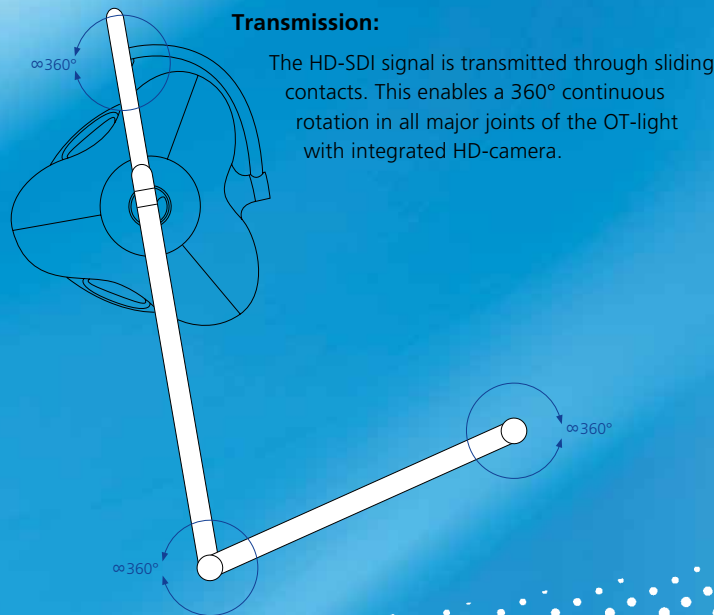 Transmission:
∞360°
The HD-SDI signal is transmitted through sliding
contacts. This enables a 360° continuous
rotation in all major joints of the OT-light
with integrated HD-camera.
∞360°
∞360°